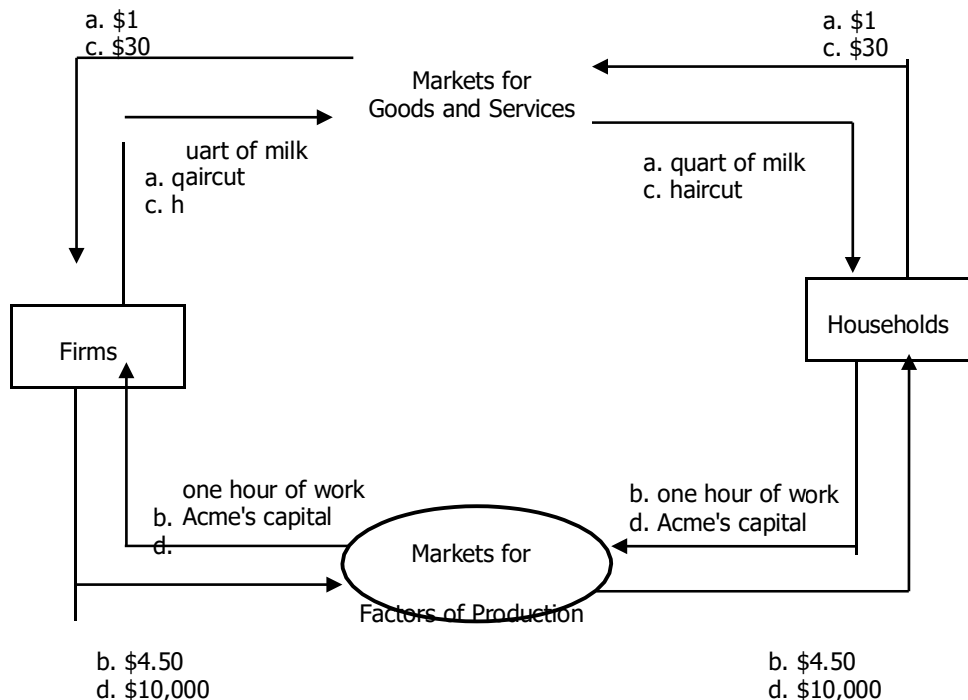 a. $1
c. $30
a. $1
c. $30
Markets for
Goods and Services
uart of milk
a. qaircut
c. h
a. quart of milk
c. haircut
Firms
Households
one hour of work
b. Acme's capital
d.
b. one hour of work
d. Acme's capital
Markets for
Factors of Production
b. $4.50
d. $10,000
b. $4.50
d. $10,000